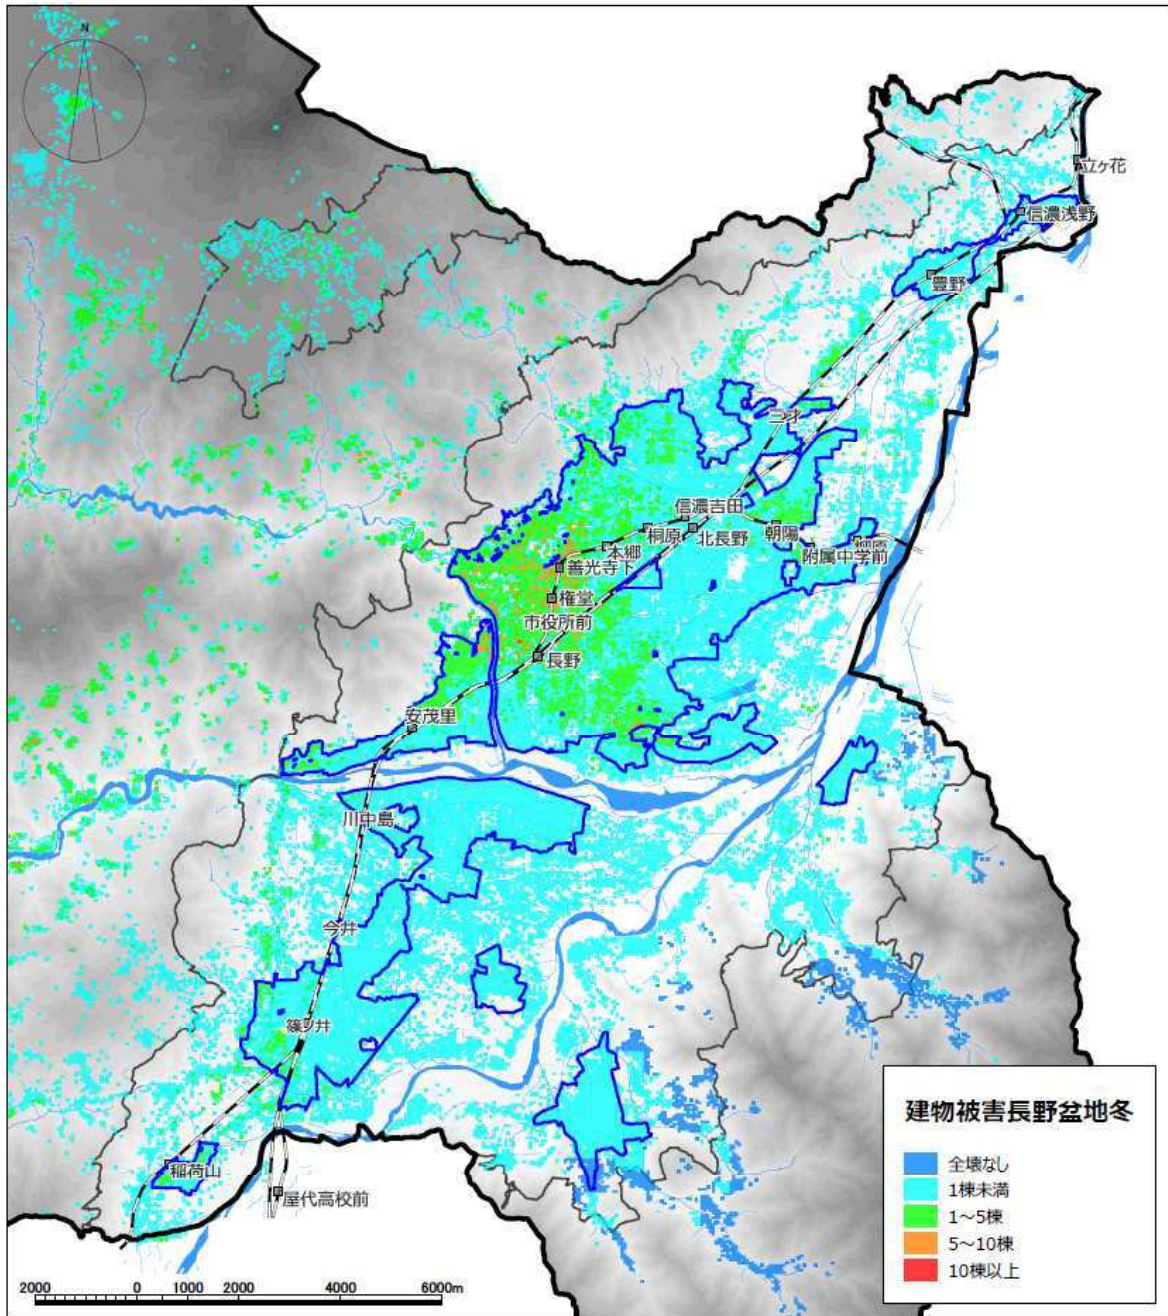 N
立ヶ花
信濃浅野
豊野
三才
信濃吉田
桐原
北長野
朝陽
本郷
附属中学前
柳原
善光寺下
権堂
市役所前
長野
安茂里
川中島
今井
篠ノ井
稲荷山
屋代高校前
建物被害長野盆地冬
全壊なし
1棟未満
1～5棟
5～10棟
10棟以上
2000 0 1000 2000 4000 6000m